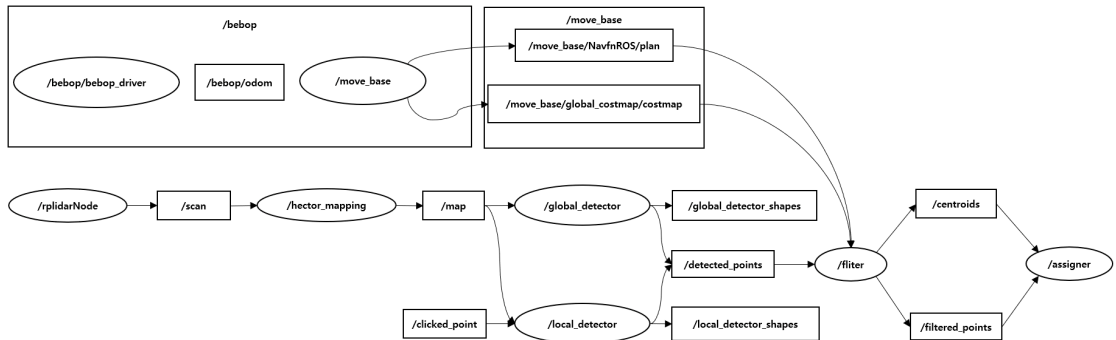 /bebop
/move_base
/move_base/NavfnROS/plan
/bebop/bebop_driver
/bebop/odom
/move_base
/move_base/global_costmap/costmap
/rplidarNode
/scan
/hector_mapping
/map
/global_detector
/global_detector_shapes
/centroids
/detected_points
/fliter
/assigner
/clicked_point
/local_detector
/local_detector_shapes
/filtered_points